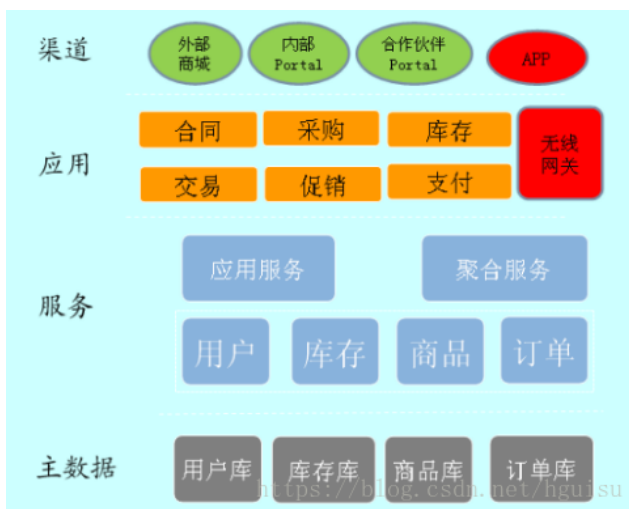 渠道
外部
商城
内部
Portal
合作伙伴
Portal
APP
应用
合同
采购
库存
无线
网关
交易
促销
支付
服务
应用服务
聚合服务
用户
库存
商品
订单
主数据
用户库
库存库
商品库
订单库
https://blog.csdn.net/hguisu